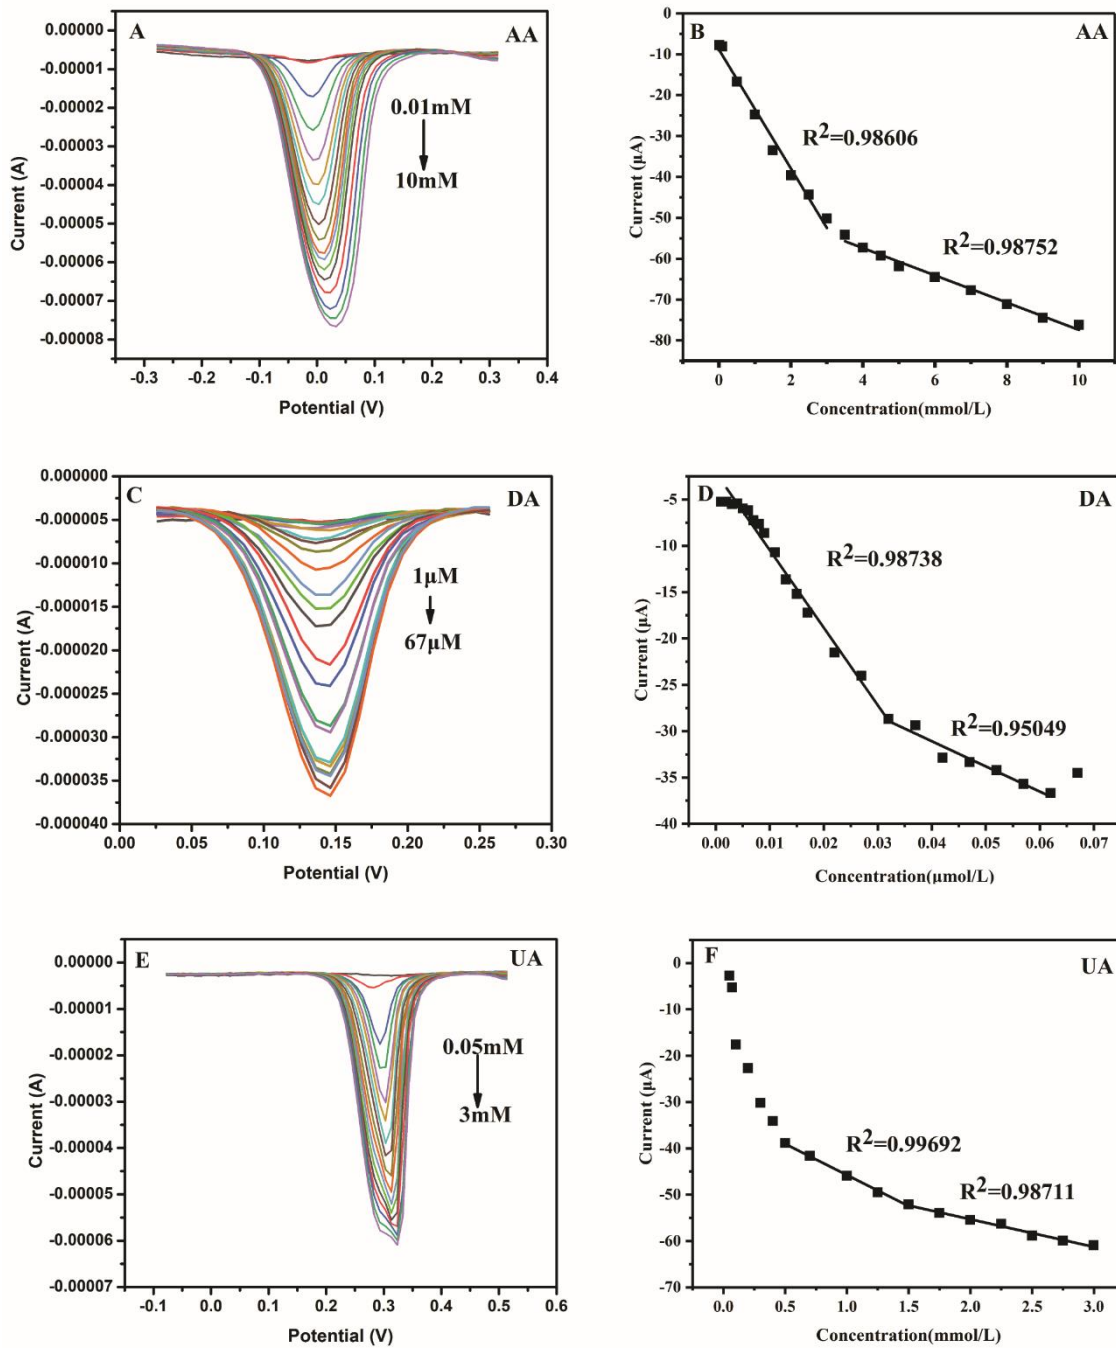 A
AA
0.00000
-0.00001
-0.00002
-0.00003
-0.00004
-0.00005
-0.00006
-0.00007
-0.00008
Current (A)
0.01mM
10mM
-0.3 -0.2 -0.1 0.0 0.1 0.2 0.3 0.4
Potential (V)
B
AA
0
-10
-20
-30
-40
-50
-60
-70
-80
Current (µA)
R²=0.98606
R²=0.98752
0 2 4 6 8 10
Concentration(mmol/L)
C
DA
0.000000
-0.000005
-0.000010
-0.000015
-0.000020
-0.000025
-0.000030
-0.000035
-0.000040
Current (A)
1µM
67µM
0.00 0.05 0.10 0.15 0.20 0.25 0.30
Potential (V)
D
DA
-5
-10
-15
-20
-25
-30
-35
-40
Current (µA)
R²=0.98738
R²=0.95049
0.00 0.01 0.02 0.03 0.04 0.05 0.06 0.07
Concentration(µmol/L)
E
UA
0.00000
-0.00001
-0.00002
-0.00003
-0.00004
-0.00005
-0.00006
-0.00007
Current (A)
0.05mM
3mM
-0.1 0.0 0.1 0.2 0.3 0.4 0.5 0.6
Potential (V)
F
UA
0
-10
-20
-30
-40
-50
-60
-70
Current (µA)
R²=0.99692
R²=0.98711
0.0 0.5 1.0 1.5 2.0 2.5 3.0
Concentration(mmol/L)